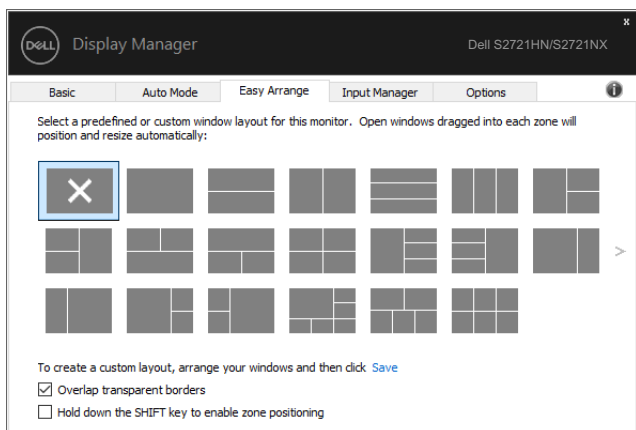 DELL Display Manager Dell S2721HN/S2721NX x
Basic Auto Mode Easy Arrange Input Manager Options i
Select a predefined or custom window layout for this monitor. Open windows dragged into each zone will
position and resize automatically:
>
To create a custom layout, arrange your windows and then click Save
Overlap transparent borders
Hold down the SHIFT key to enable zone positioning